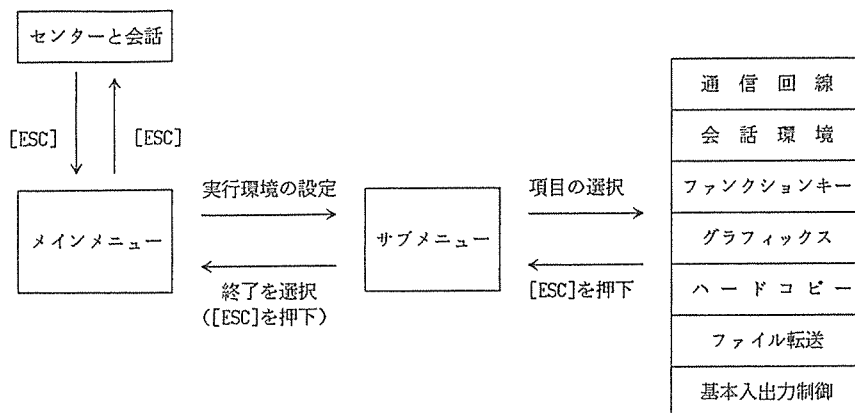 センターと会話
[ESC]
[ESC]
メインメニュー
実行環境の設定
終了を選択
([ESC]を押下)
サブメニュー
項目の選択
[ESC]を押下
通信回線
会話環境
ファンクションキー
グラフィックス
ハードコピー
ファイル転送
基本入出力制御